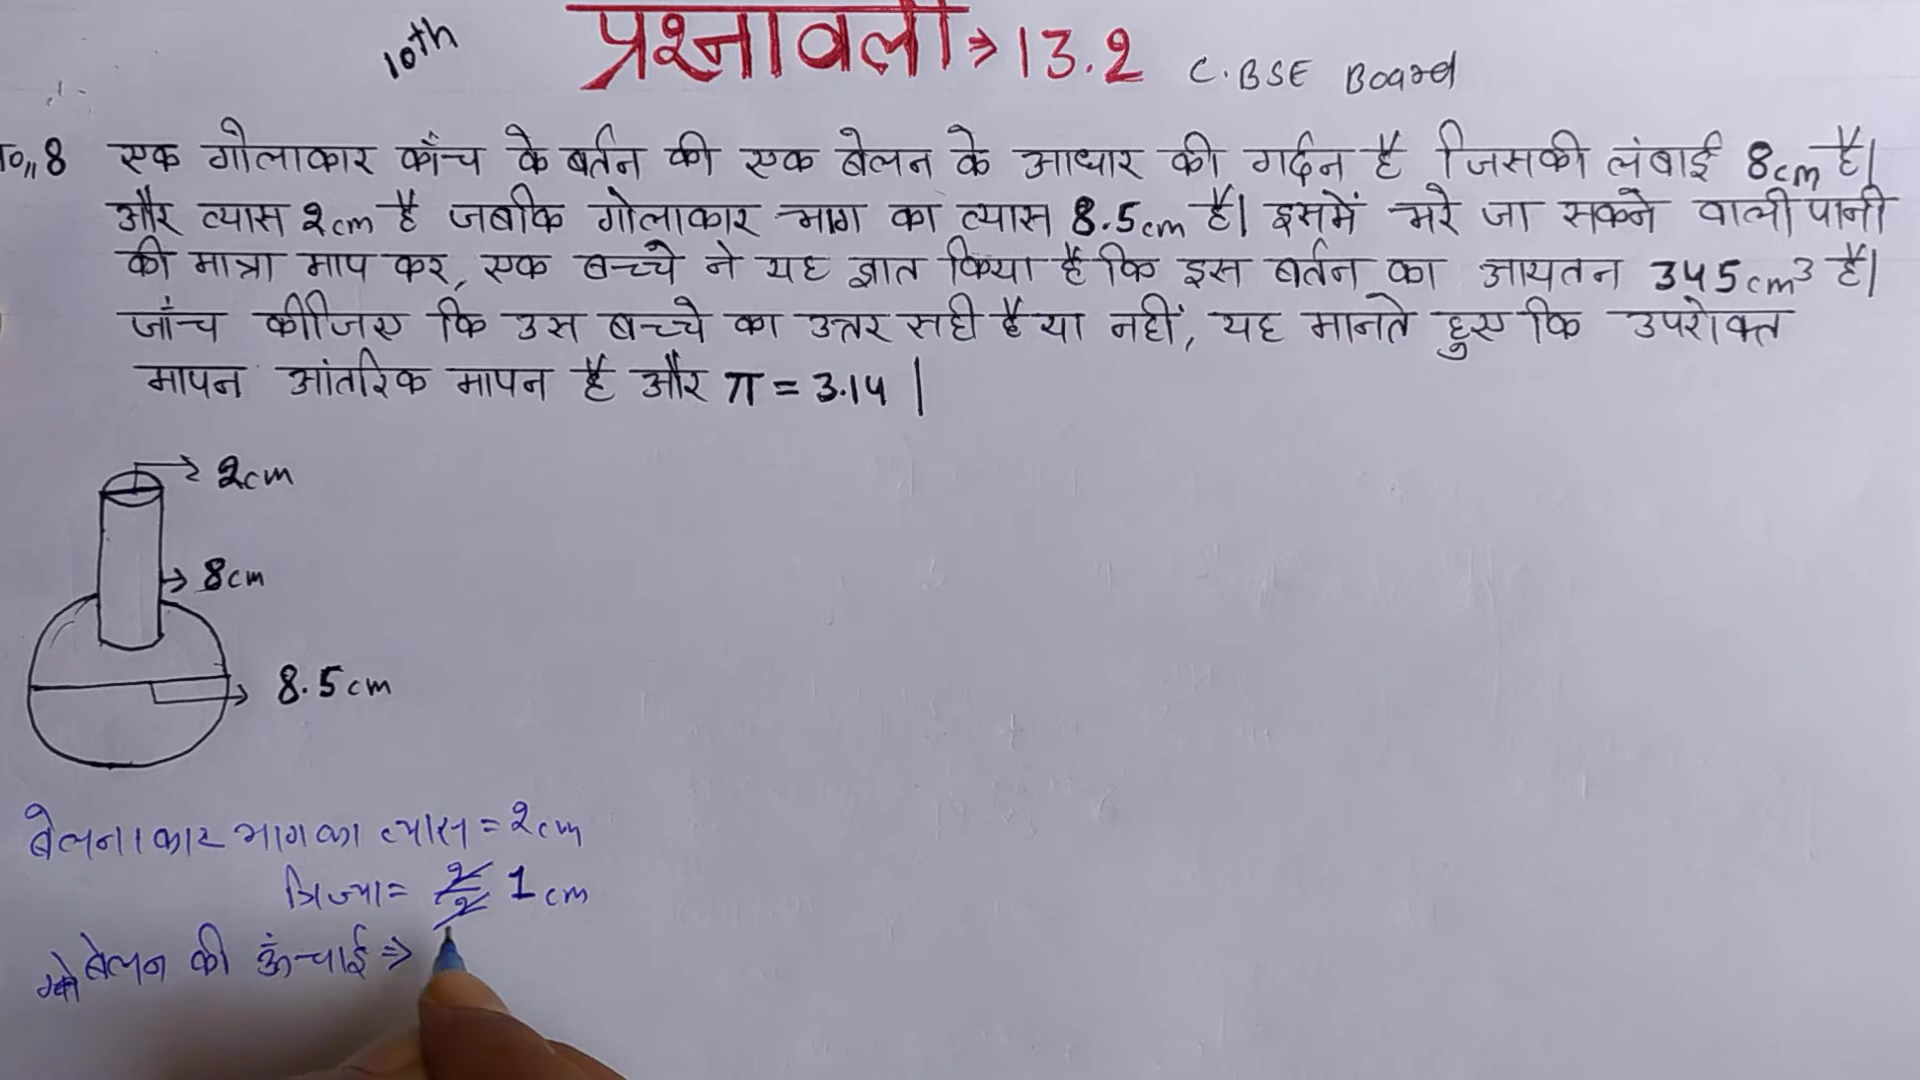 10th प्रश्नावली ⇒ 13.2 C.BSE Board
No,,8 एक गोलाकार काँच के बर्तन की एक बेलन के आधार की गर्दन है जिसकी लंबाई 8cm है।
और व्यास 2cm है जबकि गोलाकार भाग का व्यास 8.5cm है। इसमें भरे जा सकने वाली पानी
की मात्रा माप कर, एक बच्चे ने यह ज्ञात किया है कि इस बर्तन का आयतन 345cm³ है।
जाँच कीजिए कि उस बच्चे का उत्तर सही है या नहीं, यह मानते हुए कि उपरोक्त
मापन आंतरिक मापन है और π = 3.14 |
→ 2cm
→ 8cm
→ 8.5cm
बेलनाकार भाग का व्यास = 2cm
त्रिज्या = 2/2 1cm
बेलन की ऊंचाई ⇒